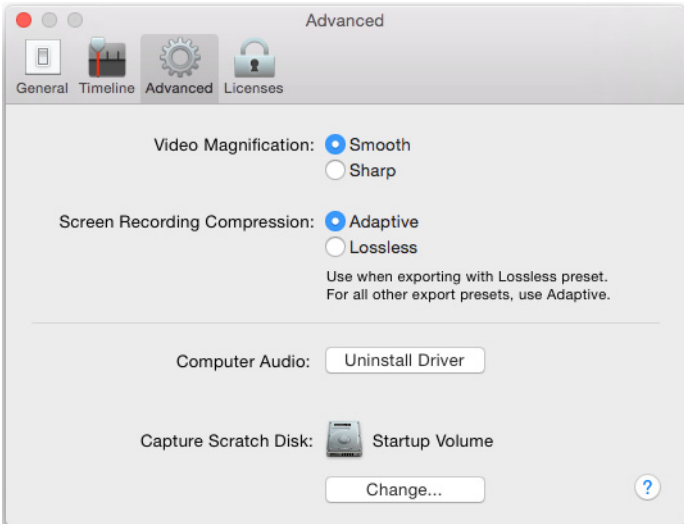 Advanced
General Timeline Advanced Licenses
Video Magnification: Smooth
Sharp
Screen Recording Compression: Adaptive
Lossless
Use when exporting with Lossless preset.
For all other export presets, use Adaptive.
Computer Audio: Uninstall Driver
Capture Scratch Disk: Startup Volume
Change...
?